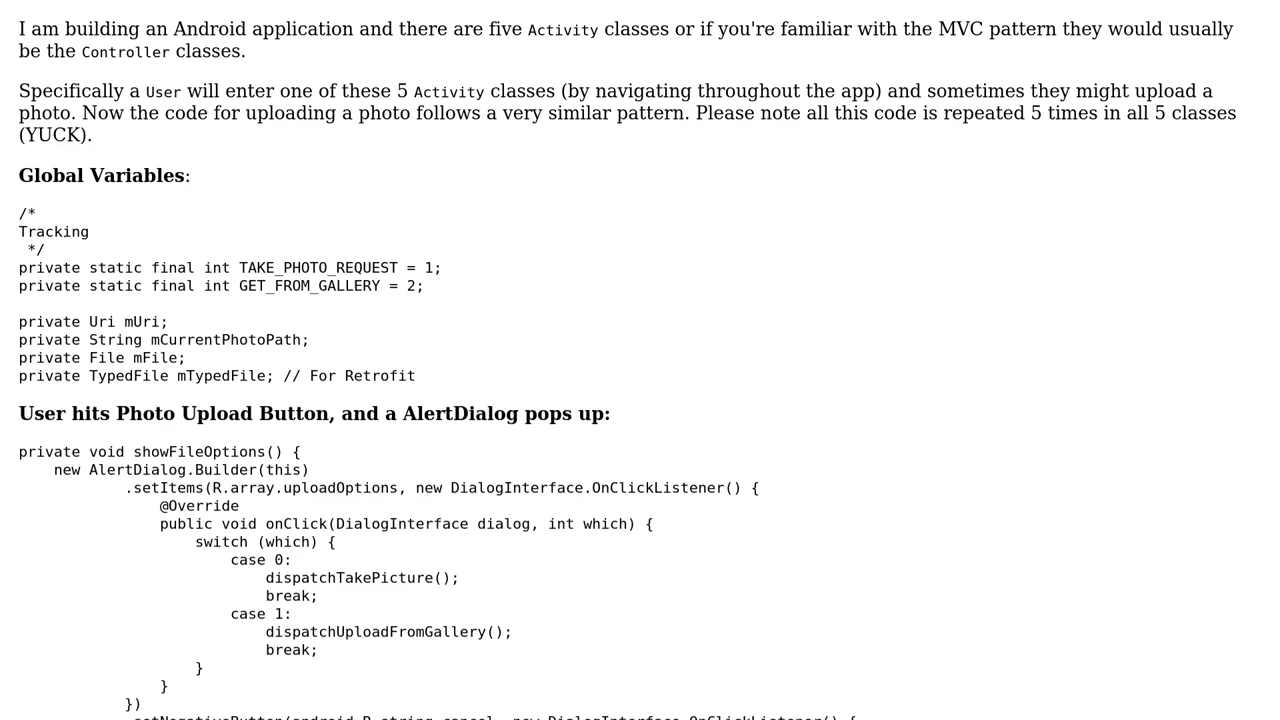 I am building an Android application and there are five Activity classes or if you're familiar with the MVC pattern they would usually
be the Controller classes.
Specifically a User will enter one of these 5 Activity classes (by navigating throughout the app) and sometimes they might upload a
photo. Now the code for uploading a photo follows a very similar pattern. Please note all this code is repeated 5 times in all 5 classes
(YUCK).
Global Variables:
/*
Tracking
 */
private static final int TAKE_PHOTO_REQUEST = 1;
private static final int GET_FROM_GALLERY = 2;
private Uri mUri;
private String mCurrentPhotoPath;
private File mFile;
private TypedFile mTypedFile; // For Retrofit
User hits Photo Upload Button, and a AlertDialog pops up:
private void showFileOptions() {
    new AlertDialog.Builder(this)
            .setItems(R.array.uploadOptions, new DialogInterface.OnClickListener() {
                @Override
                public void onClick(DialogInterface dialog, int which) {
                    switch (which) {
                        case 0:
                            dispatchTakePicture();
                            break;
                        case 1:
                            dispatchUploadFromGallery();
                            break;
                    }
                }
            })
            .setNegativeButton(android.R.string.cancel, new DialogInterface.OnClickListener() {